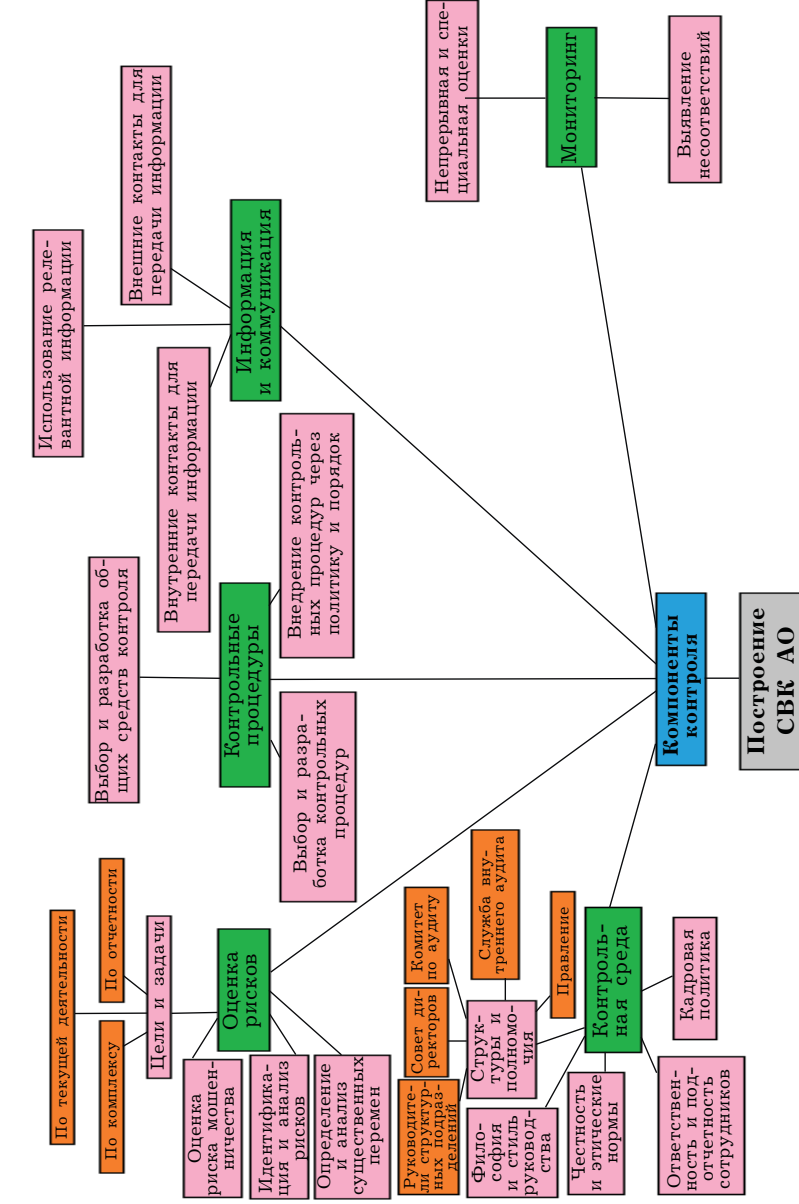 Построение
СВК АО
Компоненты
контроля
Контроль-
ная среда
Кадровая
политика
Ответствен-
ность и под-
отчетность
сотрудников
Честность
и этические
нормы
Фило-
софия
и стиль
руковод-
ства
Струк-
туры и
полномо-
чия
Руководите-
ли структур-
ных подраз-
делений
Совет ди-
ректоров
Комитет
по аудиту
Служба вну-
треннего аудита
Правление
Оценка
рисков
Цели и задачи
По комплексу
По текущей деятельности
По отчетности
Оценка
риска мошен-
ничества
Идентифика-
ция и анализ
рисков
Определение
и анализ
существенных
перемен
Контрольные
процедуры
Выбор и разработка об-
щих средств контроля
Выбор и разра-
ботка контрольных
процедур
Внедрение контроль-
ных процедур через
политику и порядок
Информация
и коммуникация
Внутренние контакты для
передачи информации
Использование реле-
вантной информации
Внешние контакты для
передачи информации
Мониторинг
Непрерывная и спе-
циальная оценки
Выявление
несоответствий